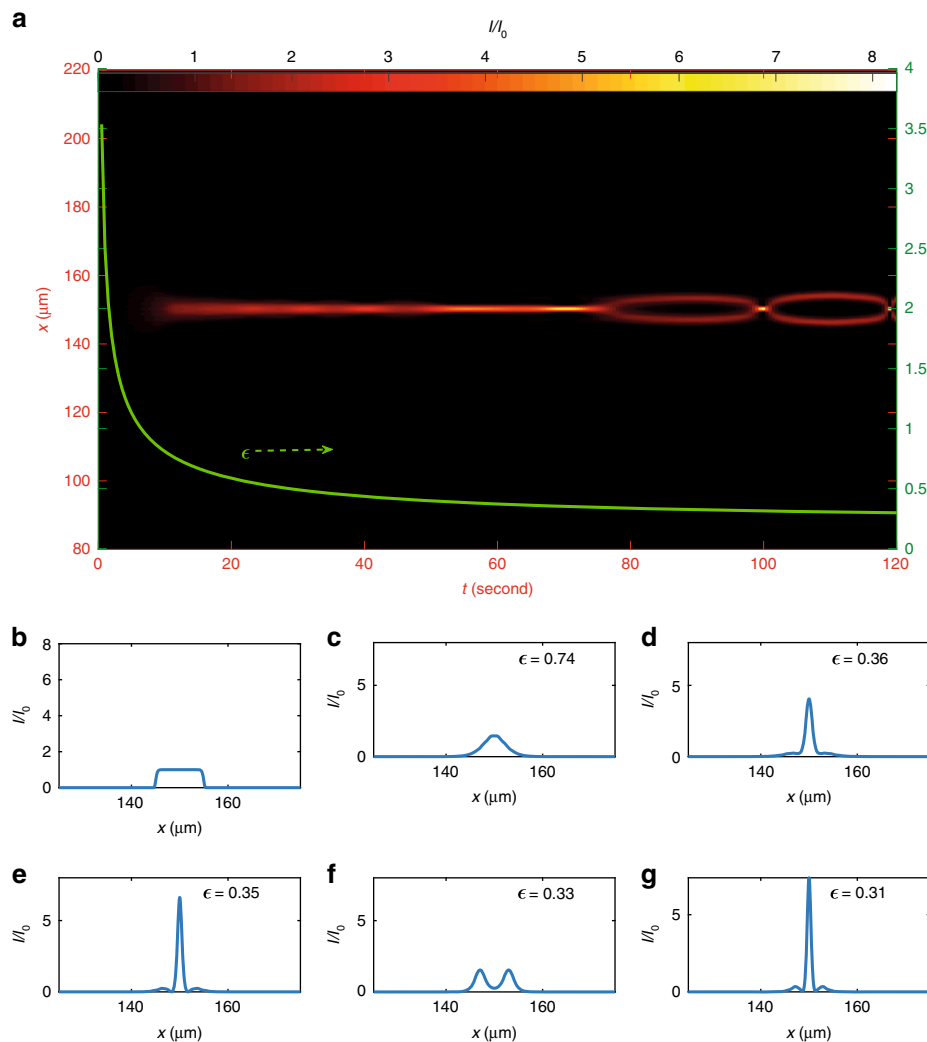 a
I/I0
0 1 2 3 4 5 6 7 8
220 200 180 160 140 120 100 80
x (μm)
4 3.5 3 2.5 2 1.5 1 0.5 0
ϵ
0 20 40 60 80 100 120
t (second)
b
8 6 4 2 0
I/I0
140 160
x (μm)
c
ϵ = 0.74
5 0
I/I0
140 160
x (μm)
d
ϵ = 0.36
5 0
I/I0
140 160
x (μm)
e
ϵ = 0.35
5 0
I/I0
140 160
x (μm)
f
ϵ = 0.33
5 0
I/I0
140 160
x (μm)
g
ϵ = 0.31
5 0
I/I0
140 160
x (μm)